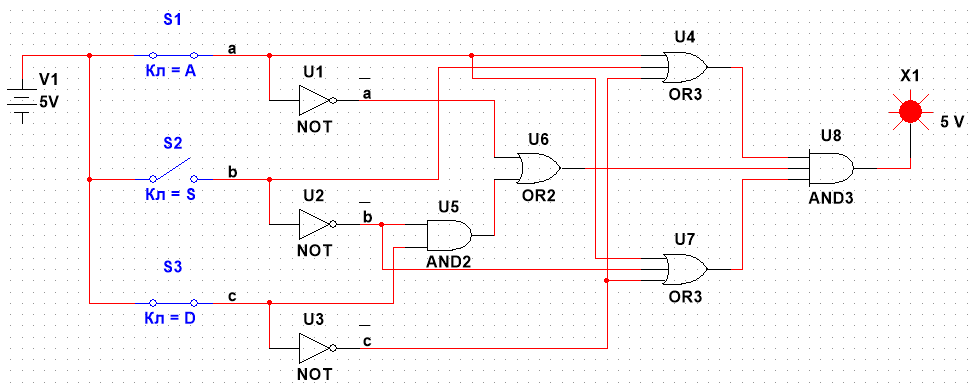 S1
a
Кл = A
V1
5V
U1
a
NOT
U4
OR3
X1
5 V
S2
b
Кл = S
U2
b
NOT
U5
AND2
U6
OR2
U8
AND3
S3
c
Кл = D
U3
c
NOT
U7
OR3